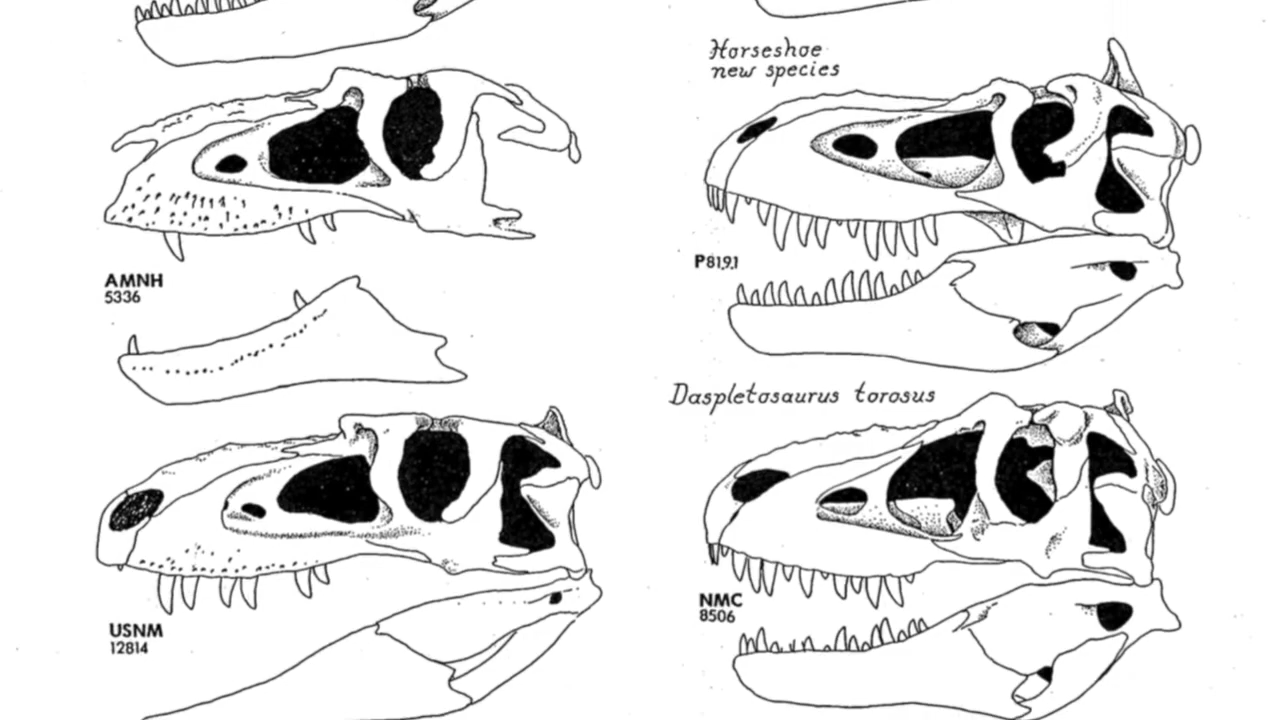 AMNH
5336
USNM
12814
Horseshoe
new species
P81.9.1
Daspletosaurus torosus
NMC
8506